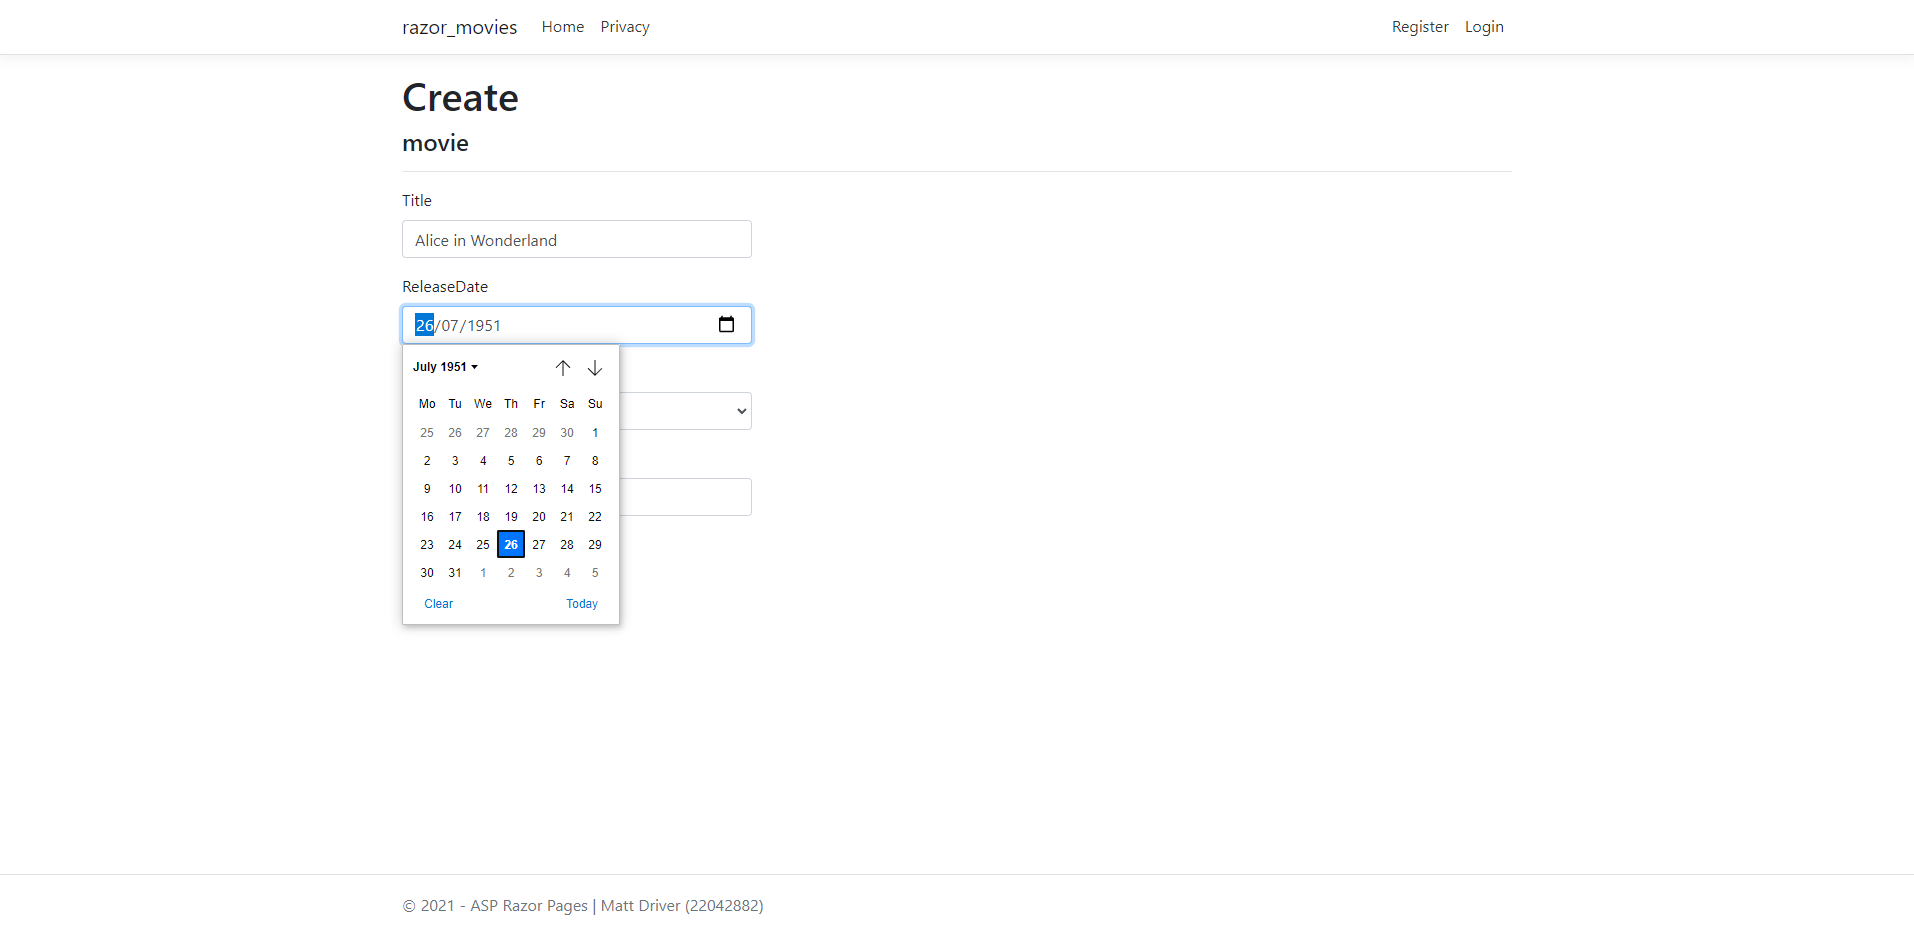 razor_movies Home Privacy Register Login
Create
movie
Title
Alice in Wonderland
ReleaseDate
26/07/1951
July 1951
Mo Tu We Th Fr Sa Su
25 26 27 28 29 30 1
2 3 4 5 6 7 8
9 10 11 12 13 14 15
16 17 18 19 20 21 22
23 24 25 26 27 28 29
30 31 1 2 3 4 5
Clear Today
© 2021 - ASP Razor Pages | Matt Driver (22042882)